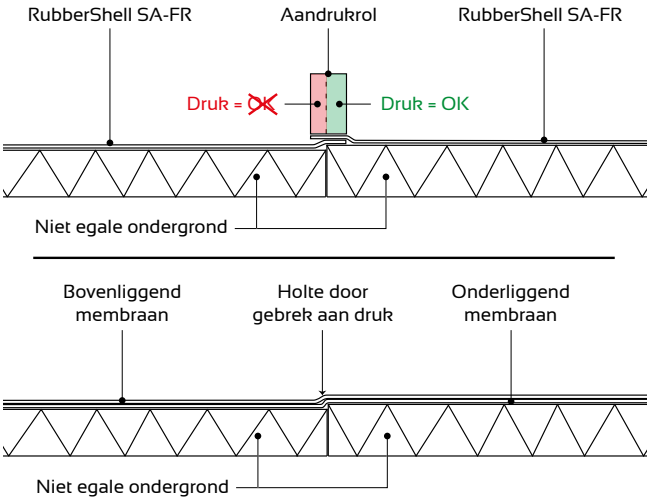 RubberShell SA-FR
Aandrukrol
RubberShell SA-FR
Druk = OK
Druk = OK
Niet egale ondergrond
Bovenliggend
membraan
Holte door
gebrek aan druk
Onderliggend
membraan
Niet egale ondergrond